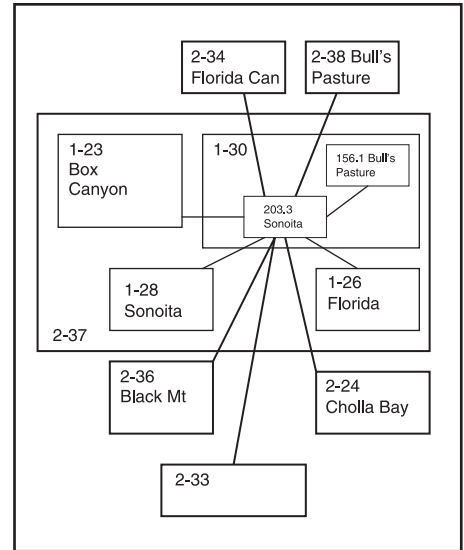 2-34
Florida Can
2-38 Bull's
Pasture
1-23
Box
Canyon
1-30
156.1 Bull's
Pasture
203.3
Sonoita
1-28
Sonoita
1-26
Florida
2-37
2-36
Black Mt
2-24
Cholla Bay
2-33